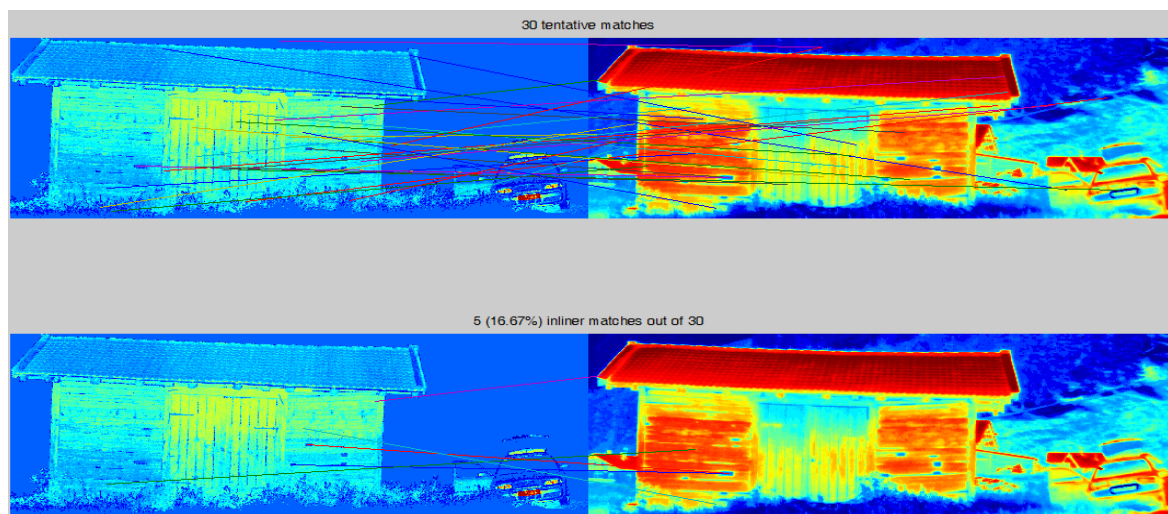 30 tentative matches
5 (16.67%) inliner matches out of 30